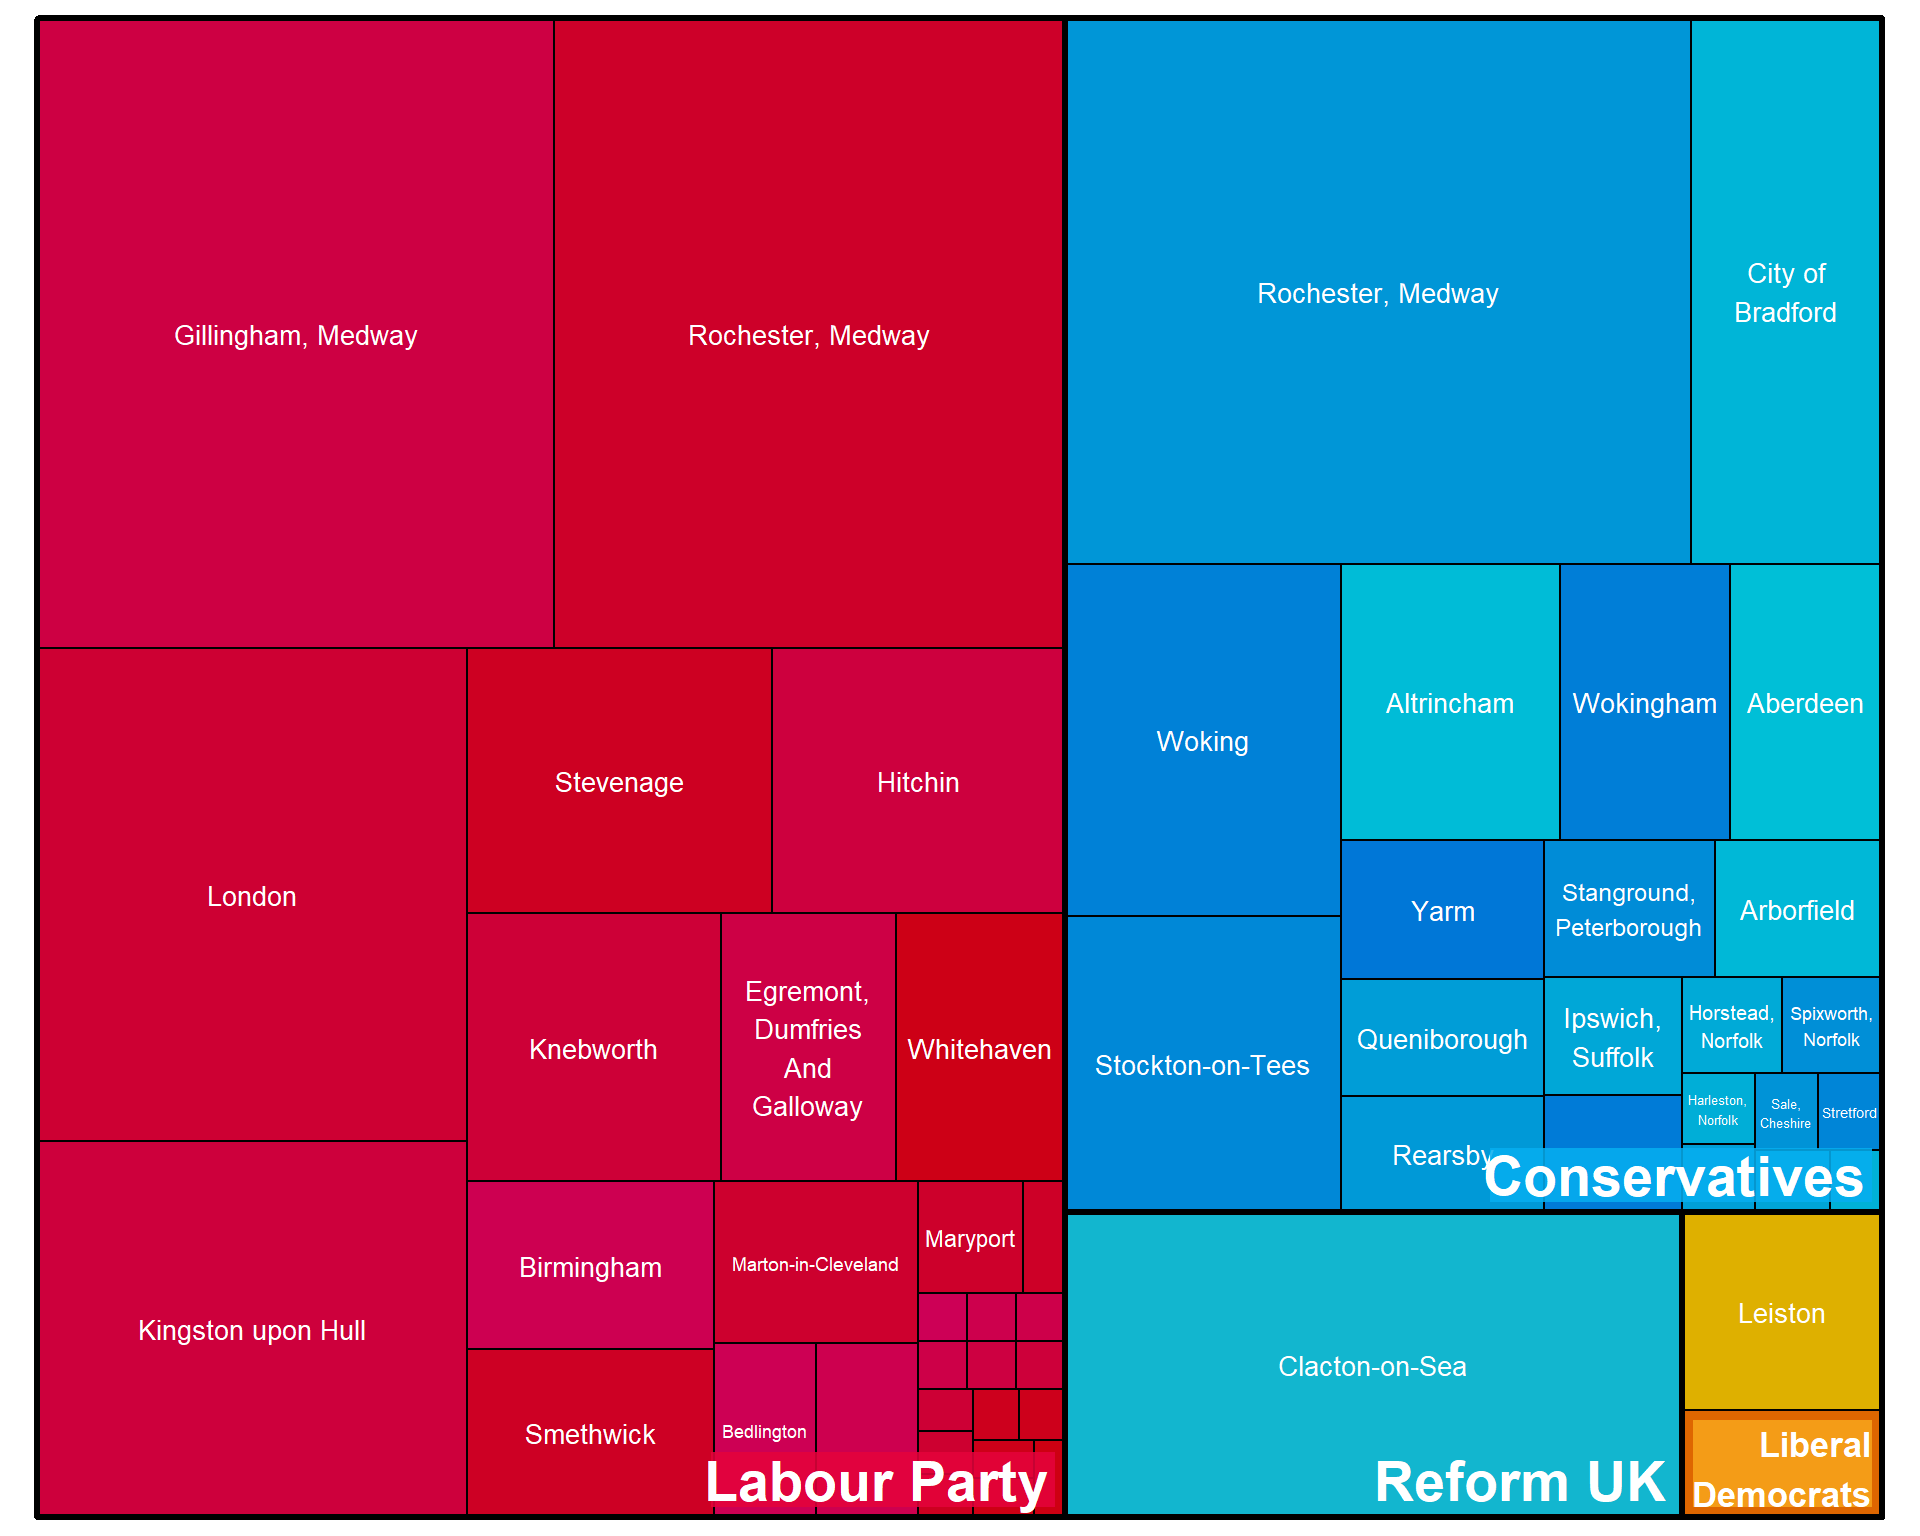 Gillingham, Medway
Rochester, Medway
London
Stevenage
Hitchin
Knebworth
Egremont,
Dumfries
And
Galloway
Whitehaven
Kingston upon Hull
Birmingham
Smethwick
Marton-in-Cleveland
Maryport
Bedlington
Labour Party
Rochester, Medway
City of
Bradford
Woking
Altrincham
Wokingham
Aberdeen
Stockton-on-Tees
Yarm
Stanground,
Peterborough
Arborfield
Queniborough
Ipswich,
Suffolk
Horstead,
Norfolk
Spixworth,
Norfolk
Rearsby
Harleston,
Norfolk
Sale,
Cheshire
Stretford
Conservatives
Clacton-on-Sea
Reform UK
Leiston
Liberal
Democrats